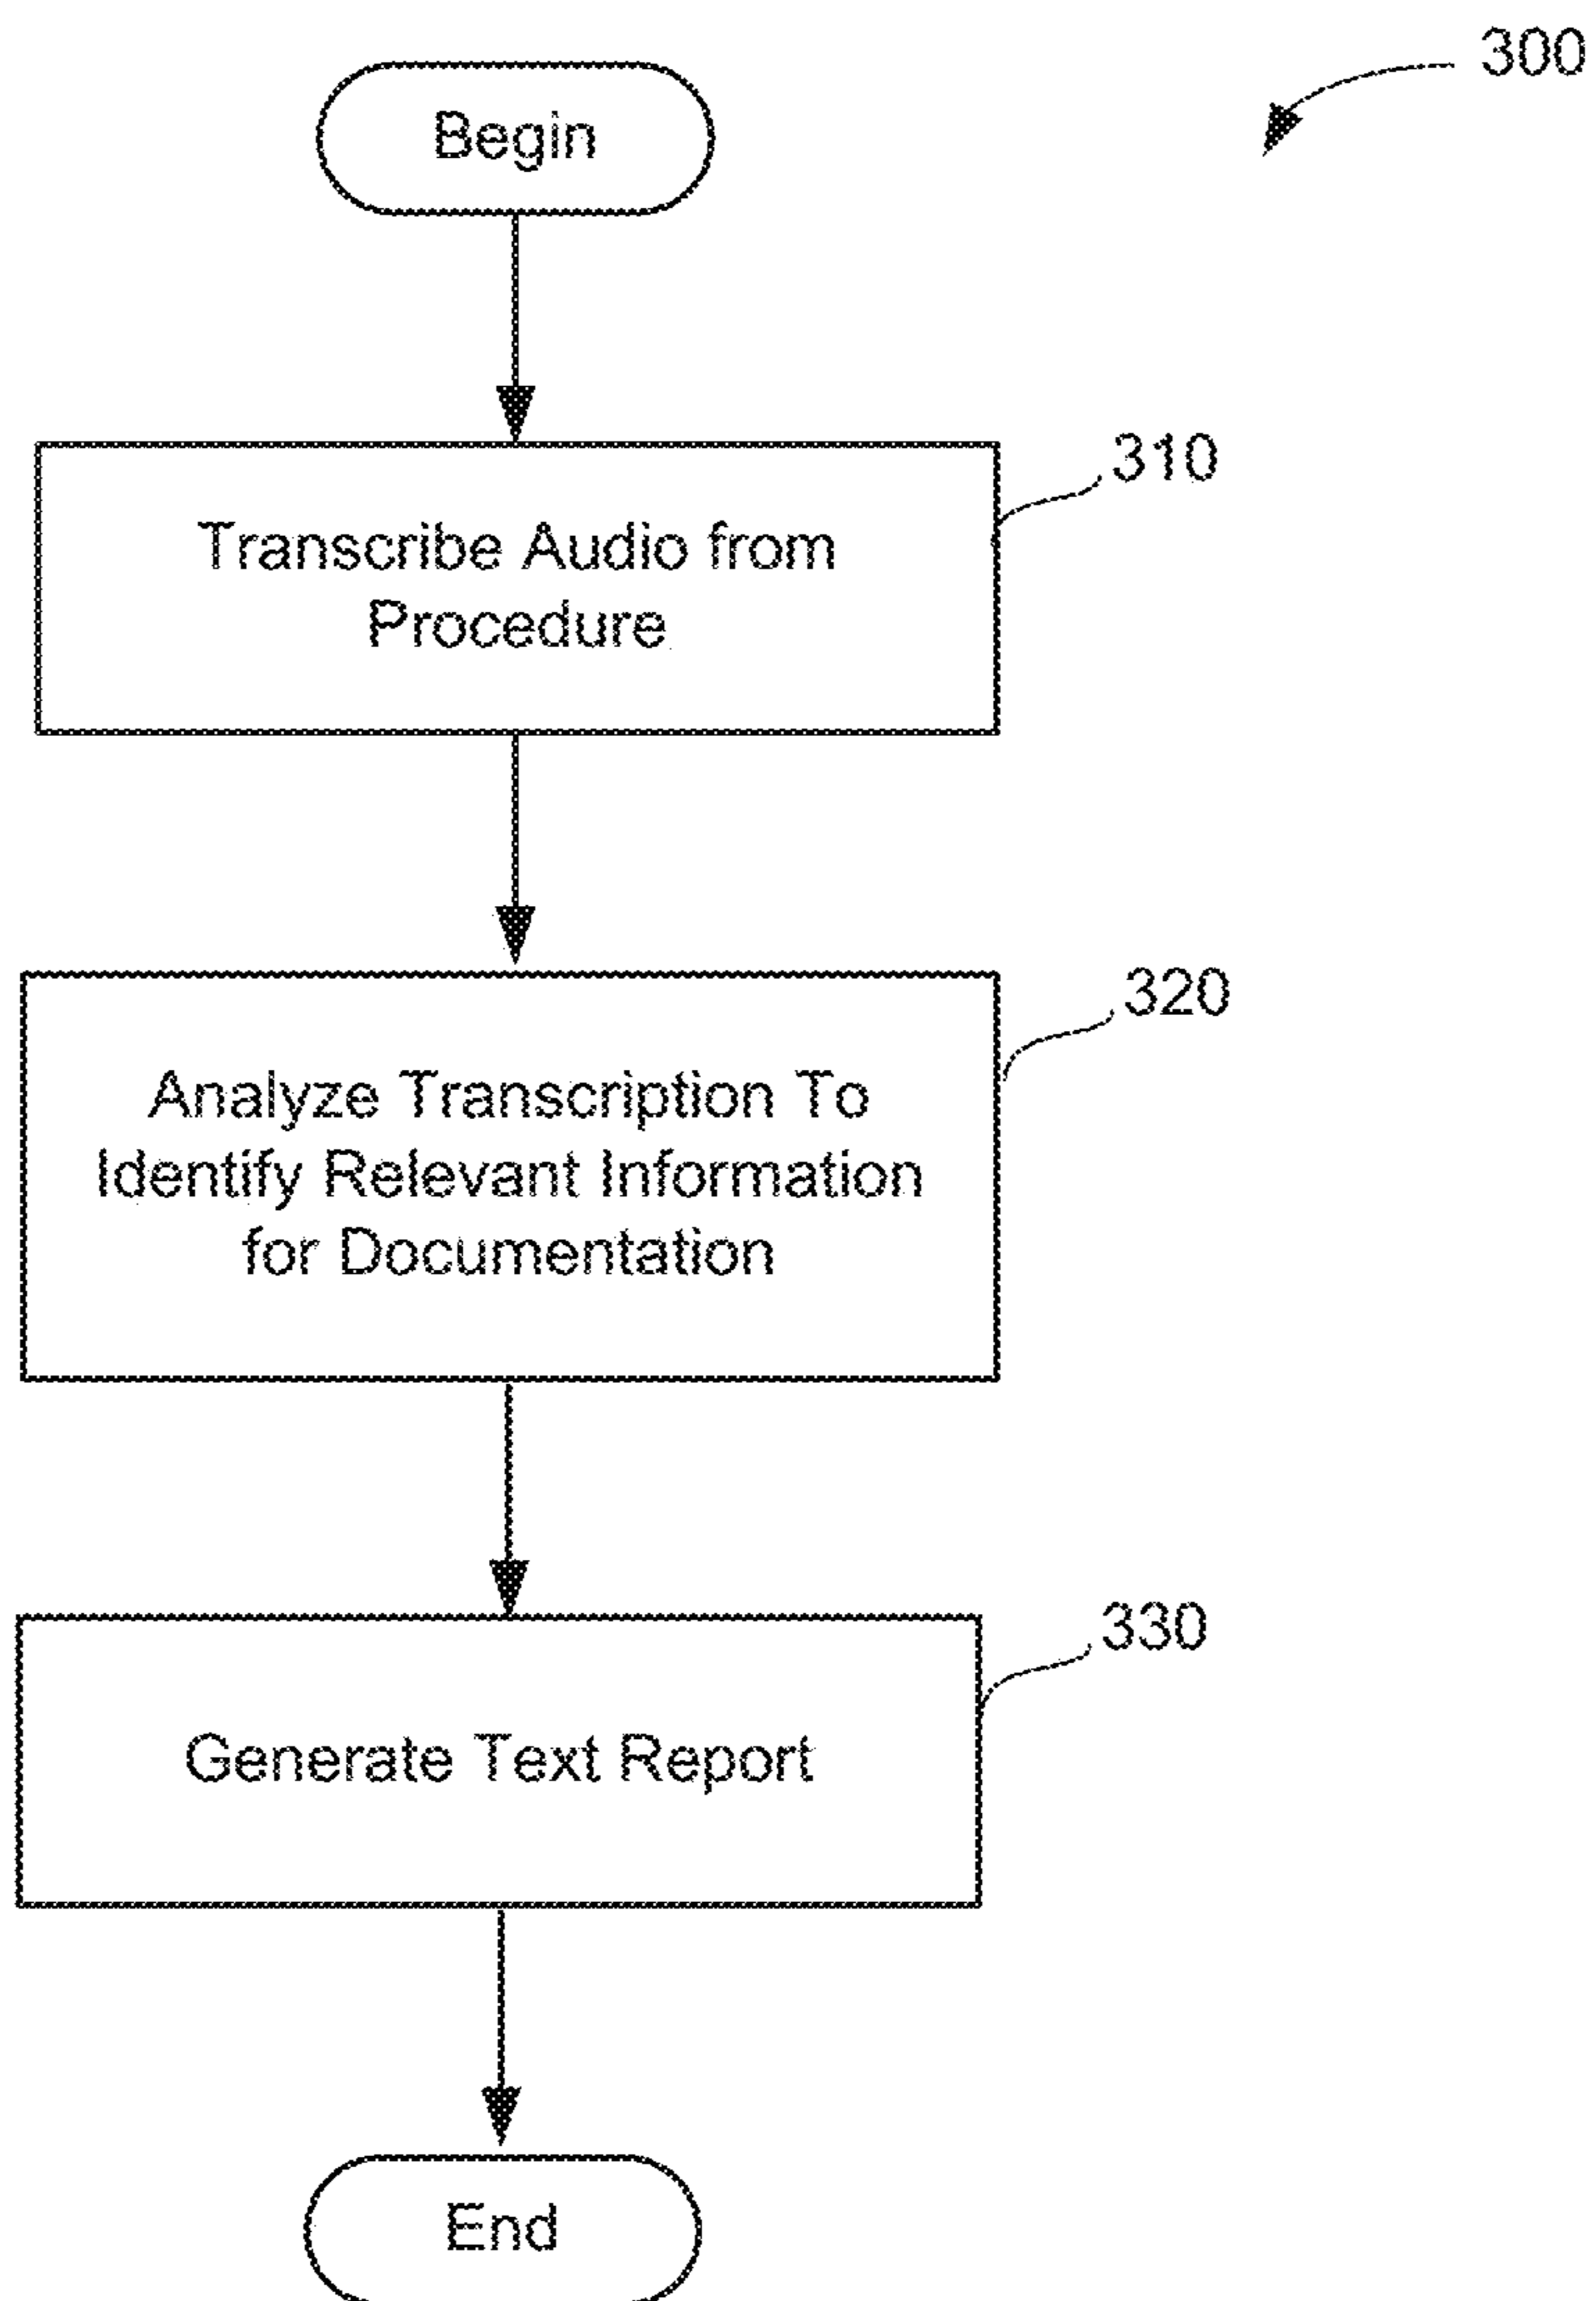 300
Begin
310
Transcribe Audio from
Procedure
320
Analyze Transcription To
Identify Relevant Information
for Documentation
330
Generate Text Report
End